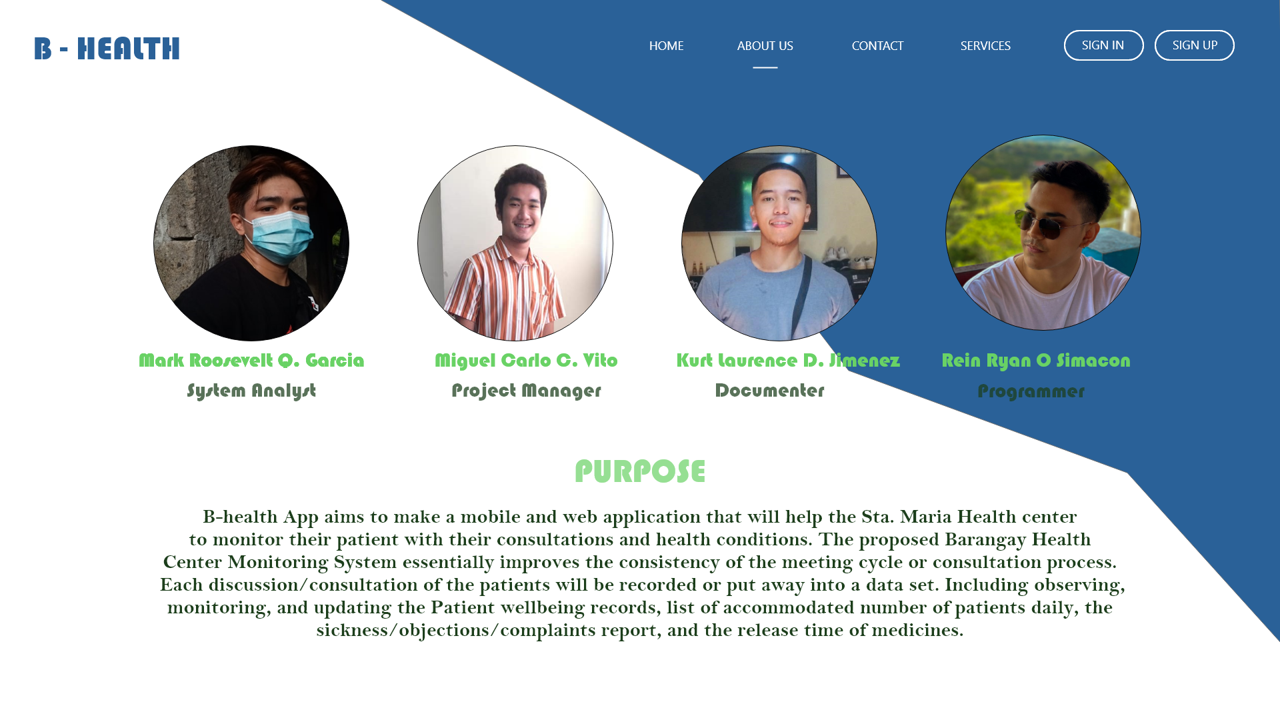 B - HEALTH
HOME
ABOUT US
CONTACT
SERVICES
SIGN IN
SIGN UP
Mark Roosevelt Q. Garcia
System Analyst
Miguel Carlo C. Vito
Project Manager
Kurt Laurence D. Jimenez
Documenter
Rein Ryan O Simacon
Programmer
PURPOSE
B-health App aims to make a mobile and web application that will help the Sta. Maria Health center
to monitor their patient with their consultations and health conditions. The proposed Barangay Health
Center Monitoring System essentially improves the consistency of the meeting cycle or consultation process.
Each discussion/consultation of the patients will be recorded or put away into a data set. Including observing,
monitoring, and updating the Patient wellbeing records, list of accommodated number of patients daily, the
sickness/objections/complaints report, and the release time of medicines.